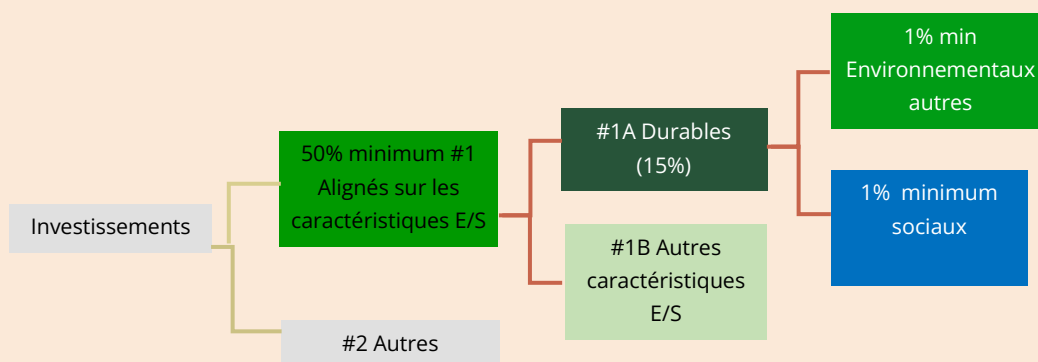 Investissements
50% minimum #1
Alignés sur les
caractéristiques E/S
#2 Autres
#1A Durables
(15%)
#1B Autres
caractéristiques
E/S
1% min
Environnementaux
autres
1% minimum
sociaux